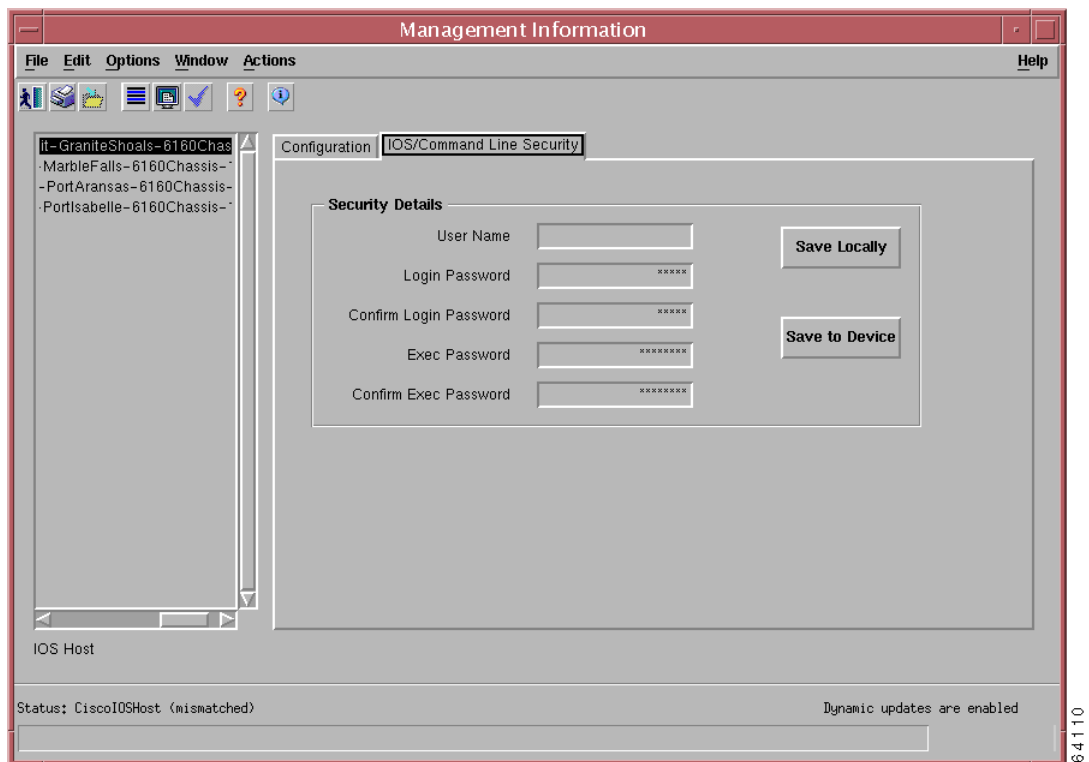 Management Information
File Edit Options Window Actions Help
it-GraniteShoals-6160Chas
-MarbleFalls-6160Chassis-
-PortAransas-6160Chassis-
-PortIsabelle-6160Chassis-
Configuration IOS/Command Line Security
Security Details
User Name
Login Password *****
Confirm Login Password *****
Exec Password ********
Confirm Exec Password ********
Save Locally
Save to Device
IOS Host
Status: CiscoIOSHost (mismatched) Dynamic updates are enabled
64110